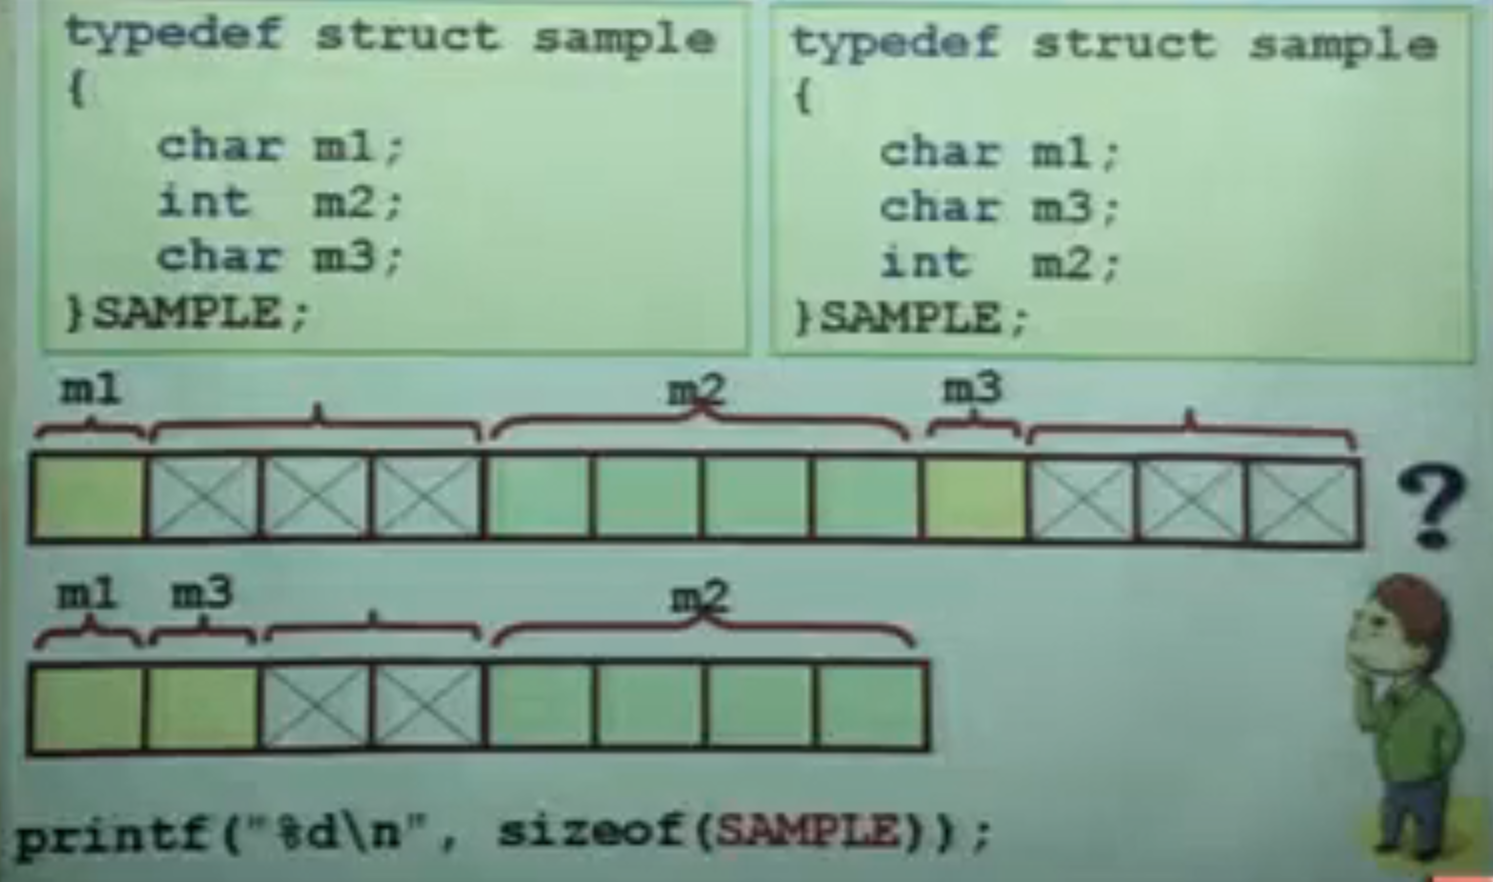 typedef struct sample
{
char m1;
int m2;
char m3;
}SAMPLE;
typedef struct sample
{
char m1;
char m3;
int m2;
}SAMPLE;
m1 m2 m3
?
m1 m3 m2
printf("%d\n", sizeof(SAMPLE));